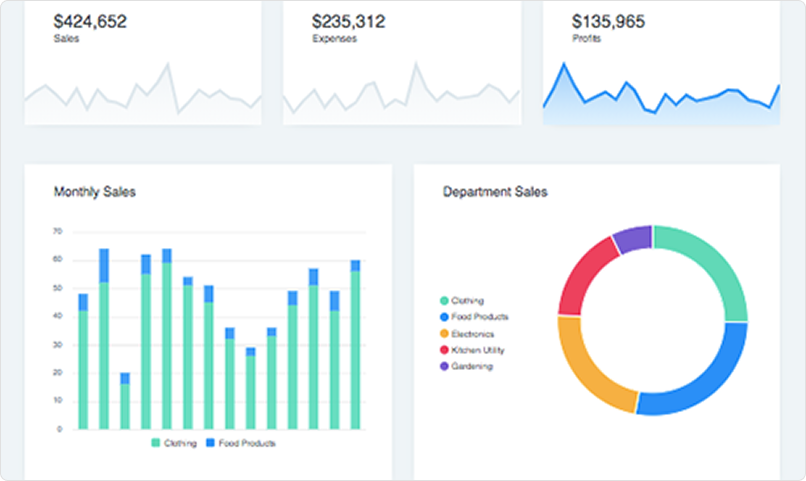 $424,652
Sales
$235,312
Expenses
$135,965
Profits
Monthly Sales
70
60
50
40
30
20
10
0
Clothing
Food Products
Department Sales
Clothing
Food Products
Electronics
Kitchen Utility
Gardening